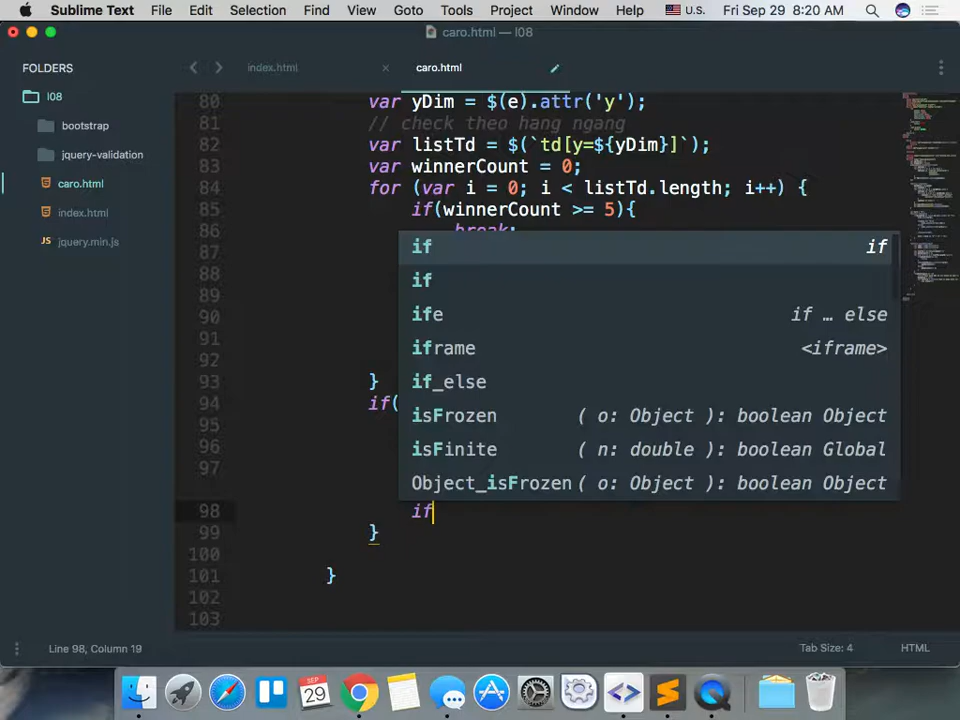 Sublime Text File Edit Selection Find View Goto Tools Project Window Help U.S. Fri Sep 29 8:20 AM
caro.html — l08
FOLDERS
l08
bootstrap
jquery-validation
caro.html
index.html
jquery.min.js
index.html
caro.html
80 var yDim = $(e).attr('y');
81 // check theo hang ngang
82 var listTd = $(`td[y=${yDim}]`);
83 var winnerCount = 0;
84 for (var i = 0; i < listTd.length; i++) {
85 if(winnerCount >= 5){
86 break;
87
88
89
90
91
92
93 }
94 if(
95
96
97
98 if
99 }
100
101 }
102
103
if if
if
ife if … else
iframe <iframe>
if_else
isFrozen ( o: Object ): boolean Object
isFinite ( n: double ): boolean Global
Object_isFrozen ( o: Object ): boolean Object
Line 98, Column 19 Tab Size: 4 HTML
SEP
29